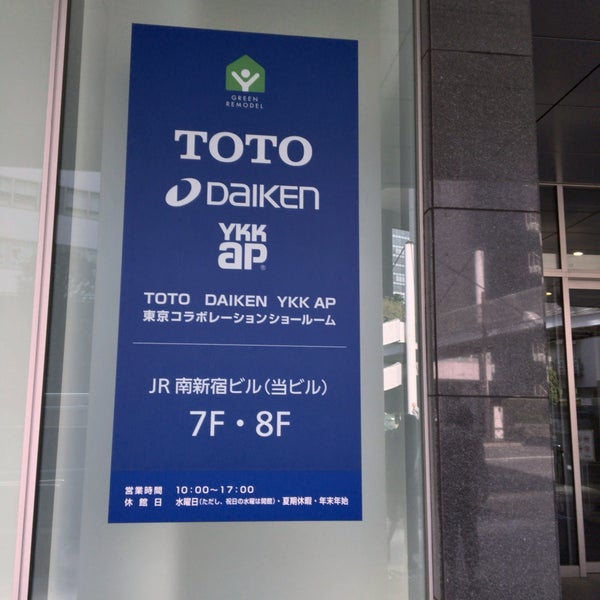 GREEN
REMODEL
TOTO
DAIKEN
YKK
ap®
TOTO DAIKEN YKK AP
東京コラボレーションショールーム
JR 南新宿ビル(当ビル)
7F・8F
営業時間 10:00～17:00
休館日 水曜日(ただし、祝日の水曜は開館)・夏期休暇・年末年始